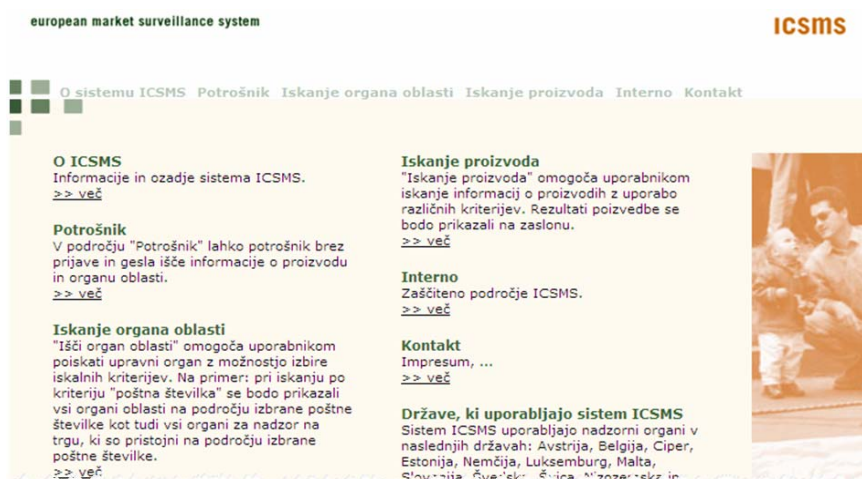 european market surveillance system
ICSMS
O sistemu ICSMS Potrošnik Iskanje organa oblasti Iskanje proizvoda Interno Kontakt
O ICSMS
Informacije in ozadje sistema ICSMS.
>> več
Potrošnik
V področju "Potrošnik" lahko potrošnik brez
prijave in gesla išče informacije o proizvodu
in organu oblasti.
>> več
Iskanje organa oblasti
"Išči organ oblasti" omogoča uporabnikom
poiskati upravni organ z možnostjo izbire
iskalnih kriterijev. Na primer: pri iskanju po
kriteriju "poštna številka" se bodo prikazali
vsi organi oblasti na področju izbrane poštne
številke kot tudi vsi organi za nadzor na
trgu, ki so pristojni na področju izbrane
poštne številke.
>> več
Iskanje proizvoda
"Iskanje proizvoda" omogoča uporabnikom
iskanje informacij o proizvodih z uporabo
različnih kriterijev. Rezultati poizvedbe se
bodo prikazali na zaslonu.
>> več
Interno
Zaščiteno področje ICSMS.
>> več
Kontakt
Impresum, ...
>> več
Države, ki uporabljajo sistem ICSMS
Sistem ICSMS uporabljajo nadzorni organi v
naslednjih državah: Avstrija, Belgija, Ciper,
Estonija, Nemčija, Luksemburg, Malta,
Švica, in